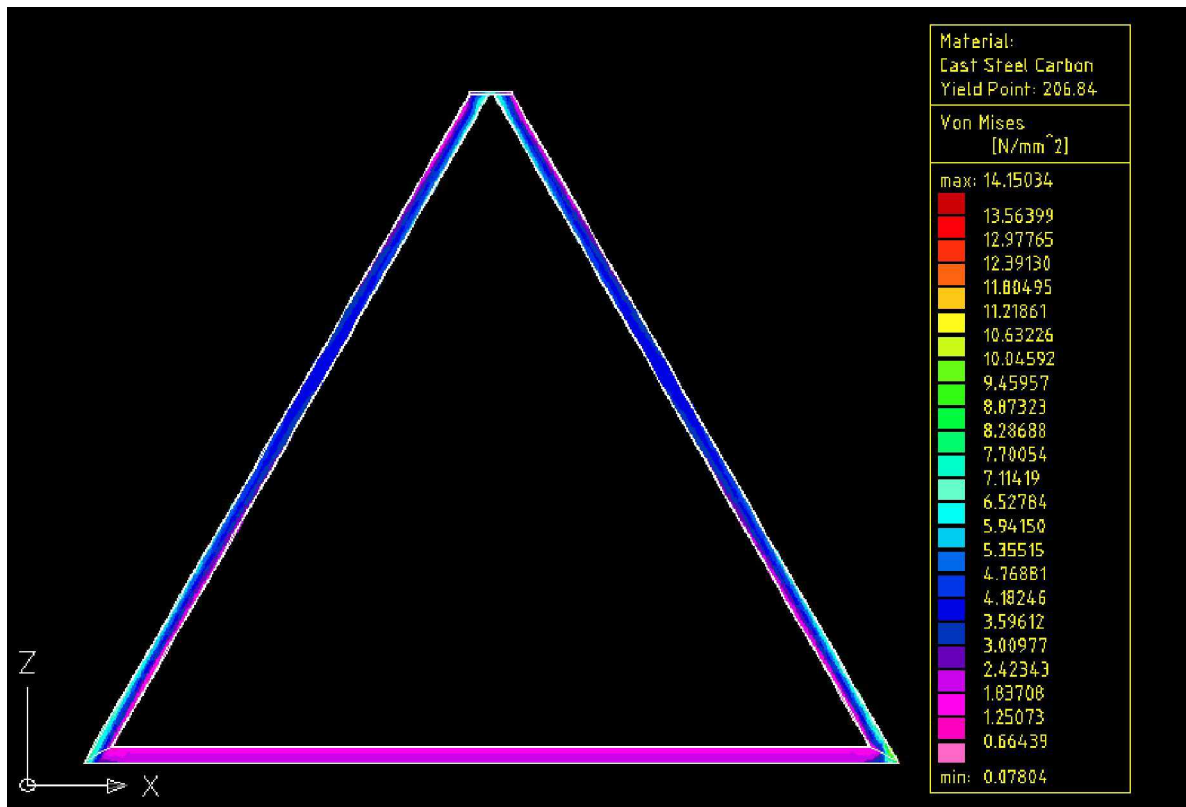 Material:
Cast Steel Carbon
Yield Point: 206.84
Von Mises
[N/mm^2]
max: 14.15034
13.56399
12.97765
12.39130
11.80495
11.21861
10.63226
10.04592
9.45957
8.87323
8.28688
7.70054
7.11419
6.52784
5.94150
5.35515
4.76881
4.18246
3.59612
3.00977
2.42343
1.83708
1.25073
0.66439
min: 0.07804
Z
X